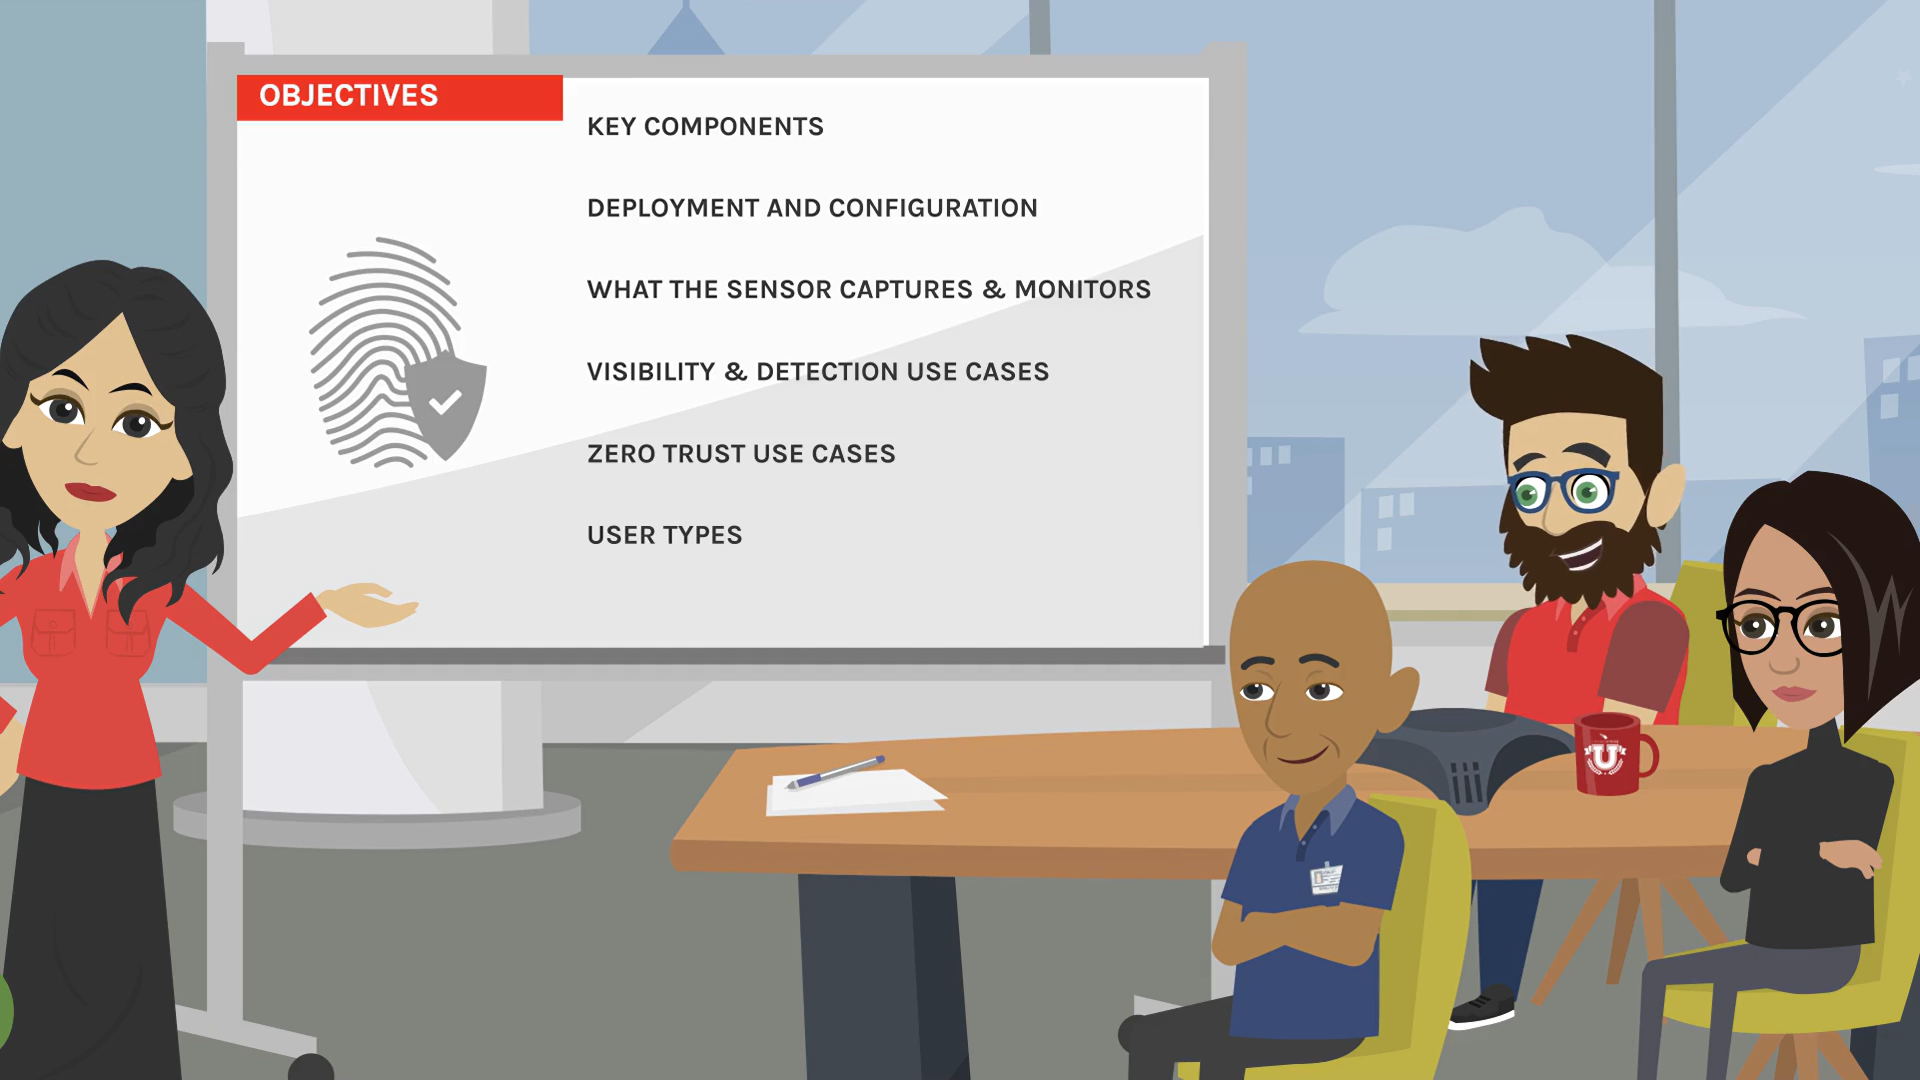 OBJECTIVES
KEY COMPONENTS
DEPLOYMENT AND CONFIGURATION
WHAT THE SENSOR CAPTURES & MONITORS
VISIBILITY & DETECTION USE CASES
ZERO TRUST USE CASES
USER TYPES
U